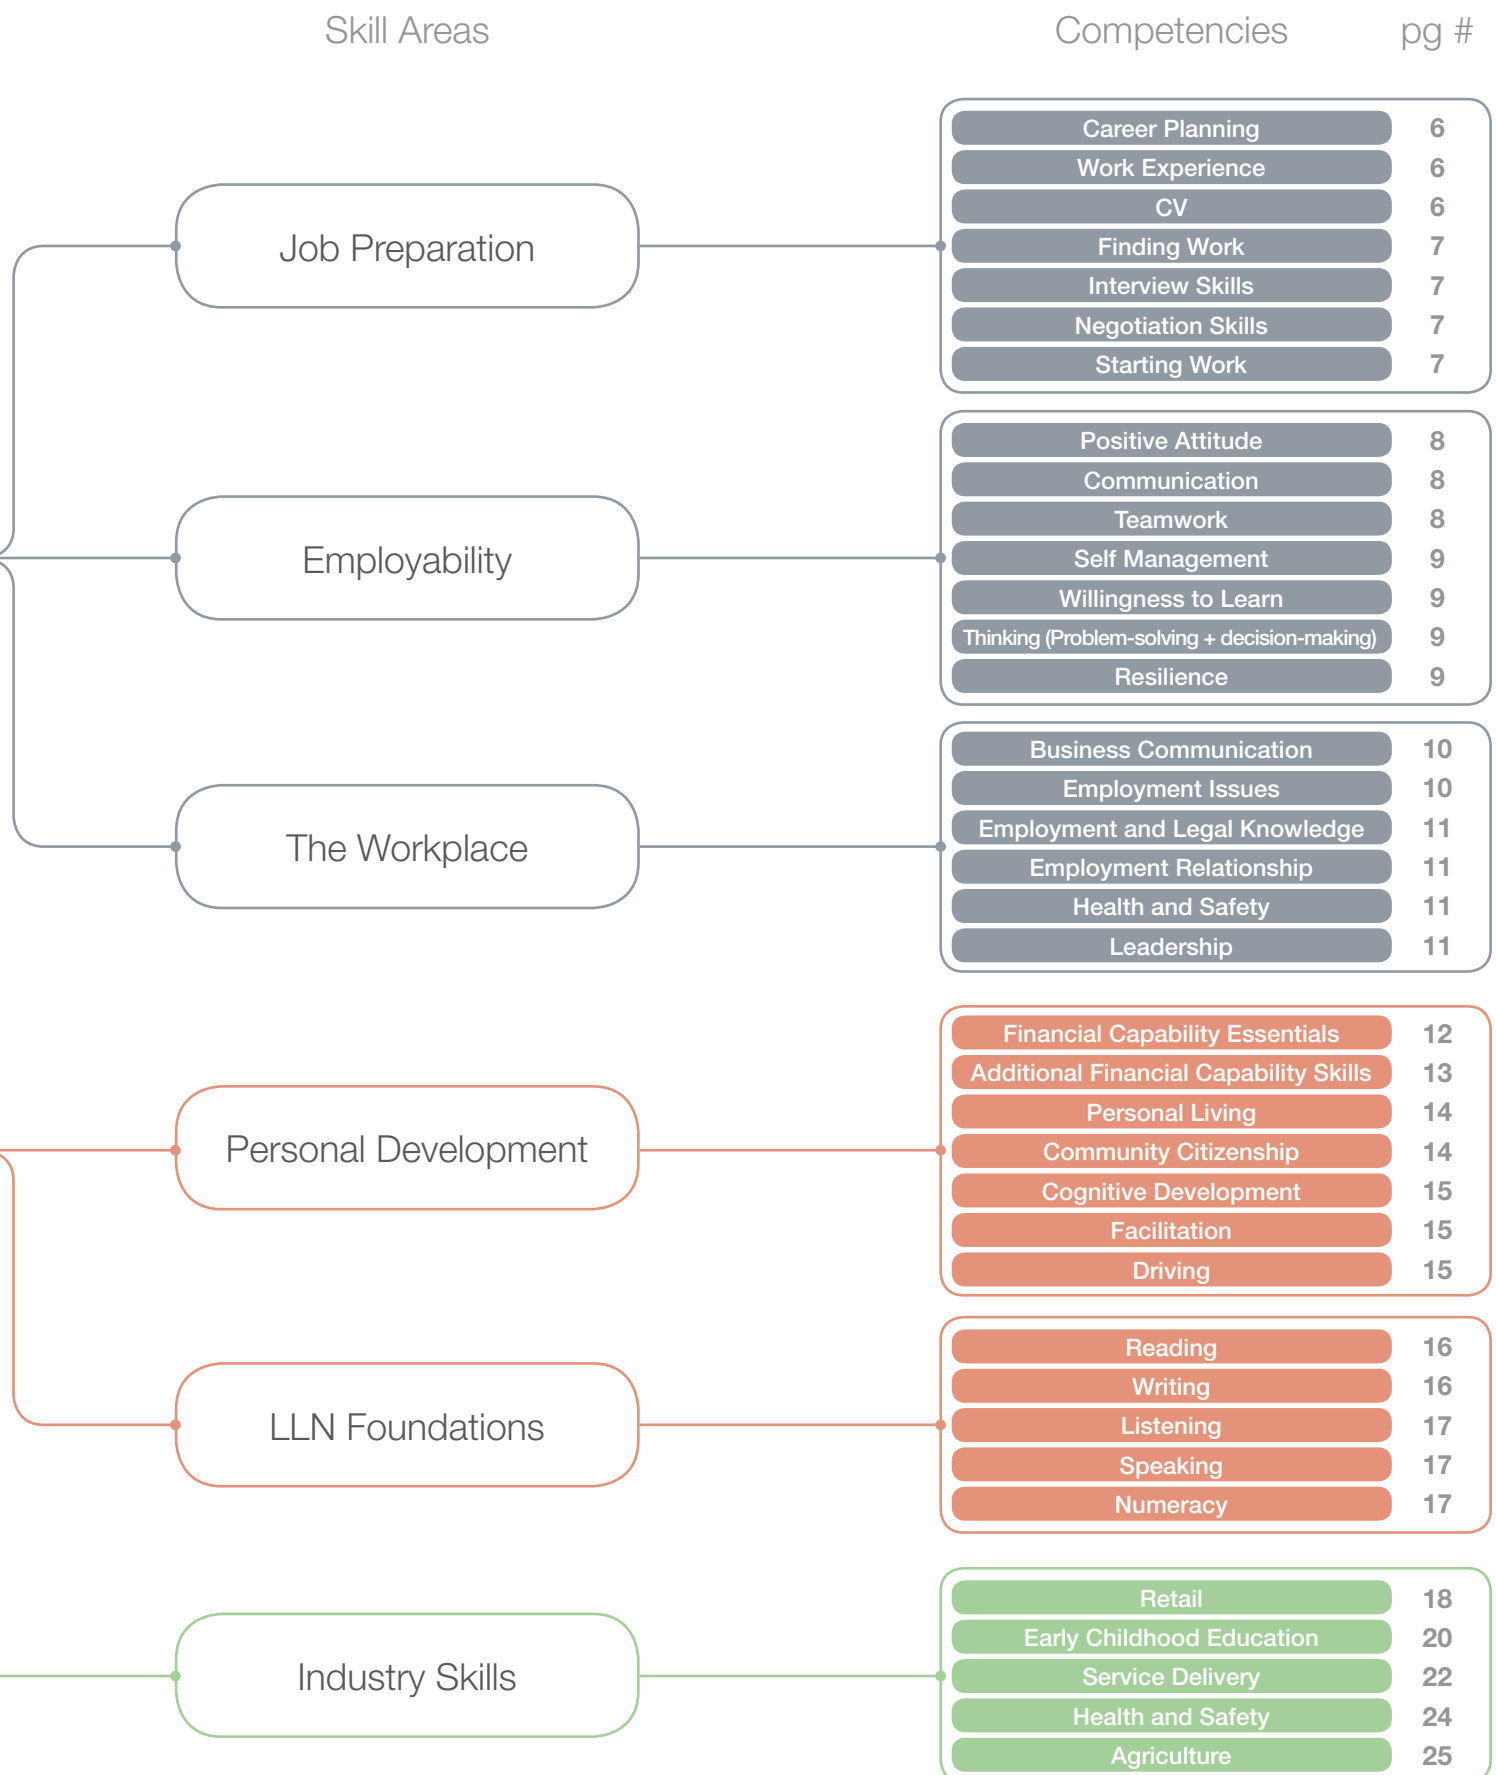 Skill Areas Competencies pg #
Job Preparation
Career Planning 6
Work Experience 6
CV 6
Finding Work 7
Interview Skills 7
Negotiation Skills 7
Starting Work 7
Employability
Positive Attitude 8
Communication 8
Teamwork 8
Self Management 9
Willingness to Learn 9
Thinking (Problem-solving + decision-making) 9
Resilience 9
The Workplace
Business Communication 10
Employment Issues 10
Employment and Legal Knowledge 11
Employment Relationship 11
Health and Safety 11
Leadership 11
Personal Development
Financial Capability Essentials 12
Additional Financial Capability Skills 13
Personal Living 14
Community Citizenship 14
Cognitive Development 15
Facilitation 15
Driving 15
LLN Foundations
Reading 16
Writing 16
Listening 17
Speaking 17
Numeracy 17
Industry Skills
Retail 18
Early Childhood Education 20
Service Delivery 22
Health and Safety 24
Agriculture 25